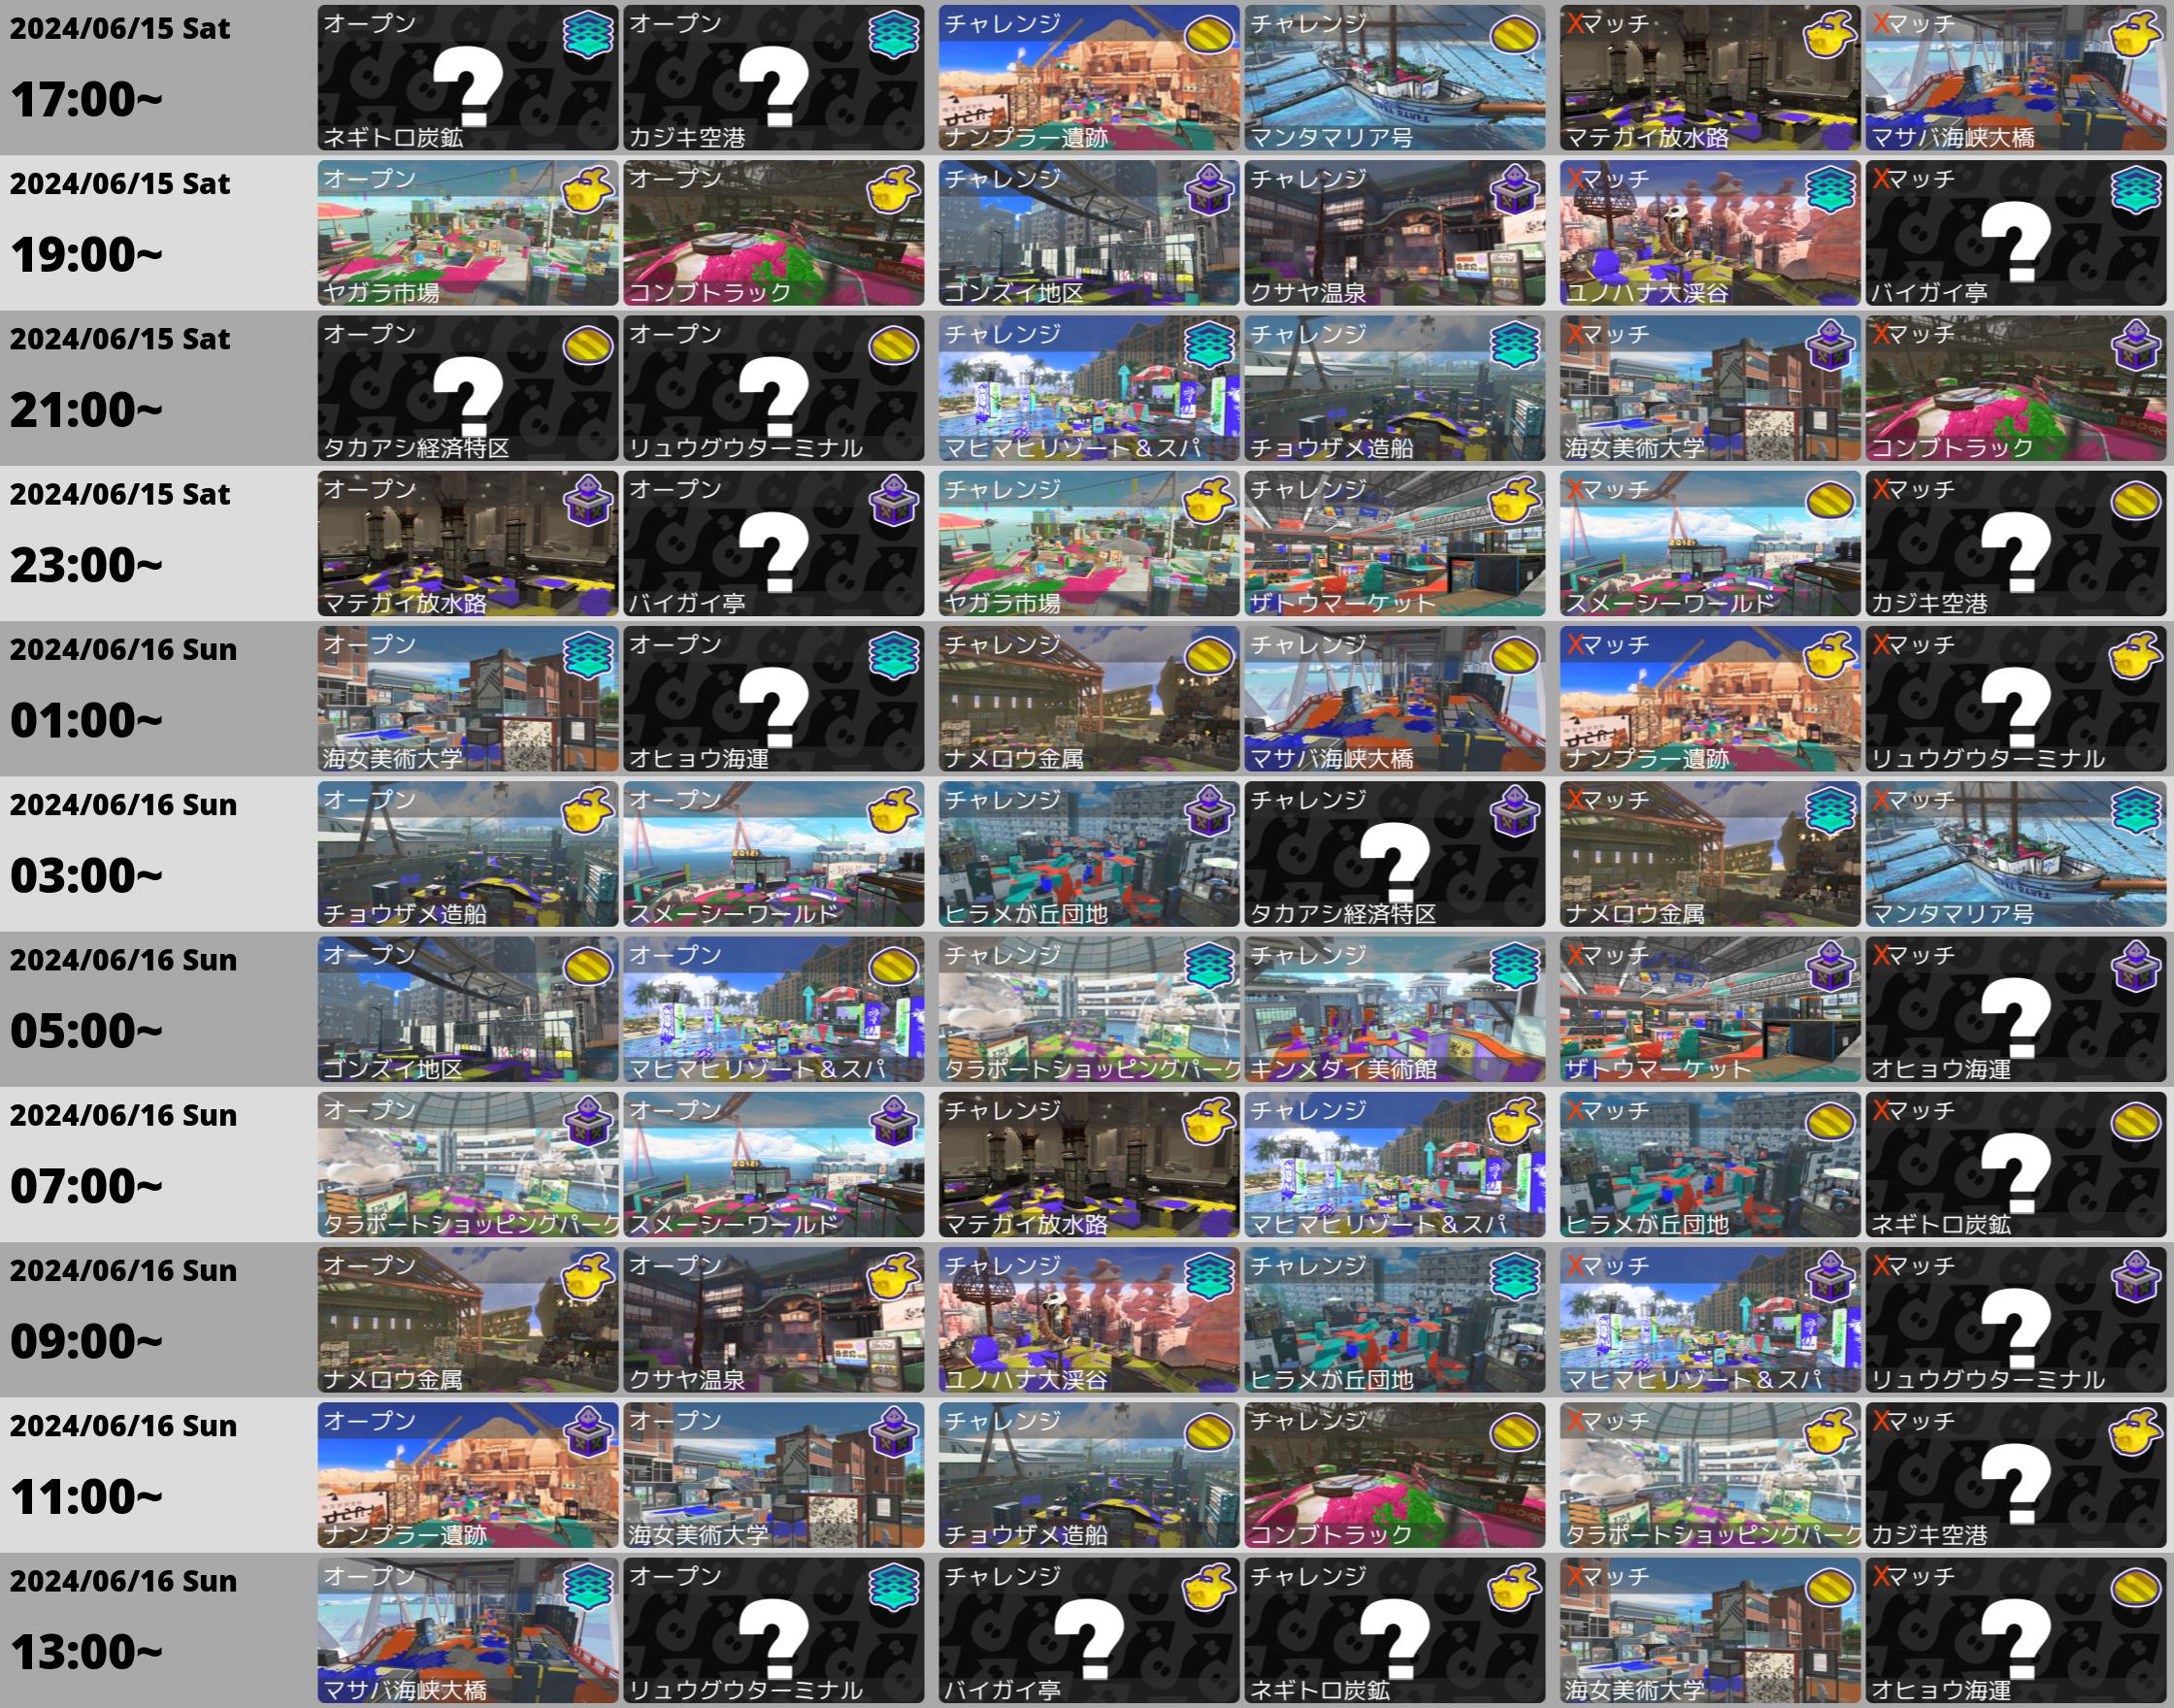 2024/06/15 Sat
17:00~
オープン
ネギトロ炭鉱
オープン
カジキ空港
チャレンジ
ナンプラー遺跡
チャレンジ
マンタマリア号
Xマッチ
マテガイ放水路
Xマッチ
マサバ海峡大橋
2024/06/15 Sat
19:00~
オープン
ヤガラ市場
オープン
コンブトラック
チャレンジ
ゴンズイ地区
チャレンジ
クサヤ温泉
Xマッチ
ユノハナ大渓谷
Xマッチ
バイガイ亭
2024/06/15 Sat
21:00~
オープン
タカアシ経済特区
オープン
リュウグウターミナル
チャレンジ
マヒマヒリゾート&スパ
チャレンジ
チョウザメ造船
Xマッチ
海女美術大学
Xマッチ
コンブトラック
2024/06/15 Sat
23:00~
オープン
マテガイ放水路
オープン
バイガイ亭
チャレンジ
ヤガラ市場
チャレンジ
ザトウマーケット
Xマッチ
スメーシーワールド
Xマッチ
カジキ空港
2024/06/16 Sun
01:00~
オープン
海女美術大学
オープン
オヒョウ海運
チャレンジ
ナメロウ金属
チャレンジ
マサバ海峡大橋
Xマッチ
ナンプラー遺跡
Xマッチ
リュウグウターミナル
2024/06/16 Sun
03:00~
オープン
チョウザメ造船
オープン
スメーシーワールド
チャレンジ
ヒラメが丘団地
チャレンジ
タカアシ経済特区
Xマッチ
ナメロウ金属
Xマッチ
マンタマリア号
2024/06/16 Sun
05:00~
オープン
ゴンズイ地区
オープン
マヒマヒリゾート&スパ
チャレンジ
タラポートショッピングパーク
チャレンジ
キンメダイ美術館
Xマッチ
ザトウマーケット
Xマッチ
オヒョウ海運
2024/06/16 Sun
07:00~
オープン
タラポートショッピングパーク
オープン
スメーシーワールド
チャレンジ
マテガイ放水路
チャレンジ
マヒマヒリゾート&スパ
Xマッチ
ヒラメが丘団地
Xマッチ
ネギトロ炭鉱
2024/06/16 Sun
09:00~
オープン
ナメロウ金属
オープン
クサヤ温泉
チャレンジ
ユノハナ大渓谷
チャレンジ
ヒラメが丘団地
Xマッチ
マヒマヒリゾート&スパ
Xマッチ
リュウグウターミナル
2024/06/16 Sun
11:00~
オープン
ナンプラー遺跡
オープン
海女美術大学
チャレンジ
チョウザメ造船
チャレンジ
コンブトラック
Xマッチ
タラポートショッピングパーク
Xマッチ
カジキ空港
2024/06/16 Sun
13:00~
オープン
マサバ海峡大橋
オープン
リュウグウターミナル
チャレンジ
バイガイ亭
チャレンジ
ネギトロ炭鉱
Xマッチ
海女美術大学
Xマッチ
オヒョウ海運